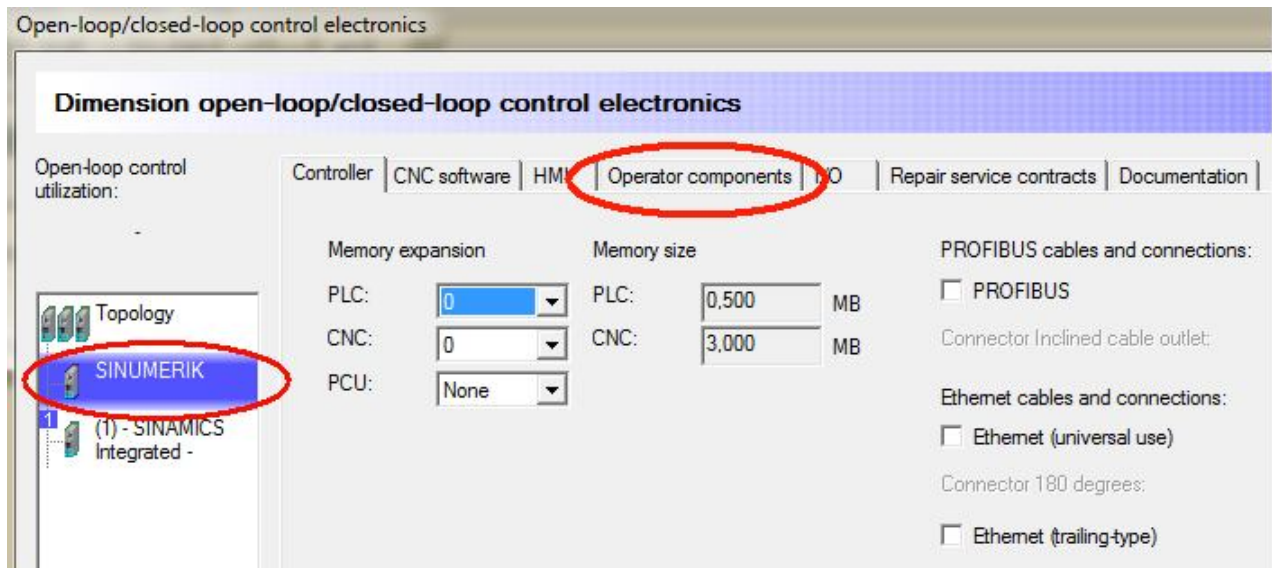 Open-loop/closed-loop control electronics
Dimension open-loop/closed-loop control electronics
Open-loop control
utilization:
-
Topology
SINUMERIK
1
(1) - SINAMICS
Integrated -
Controller
CNC software
HMI
Operator components
I/O
Repair service contracts
Documentation
Memory expansion
PLC:
0
CNC:
0
PCU:
None
Memory size
PLC:
0,500
MB
CNC:
3,000
MB
PROFIBUS cables and connections:
PROFIBUS
Connector Inclined cable outlet:
Ethernet cables and connections:
Ethernet (universal use)
Connector 180 degrees:
Ethernet (trailing-type)